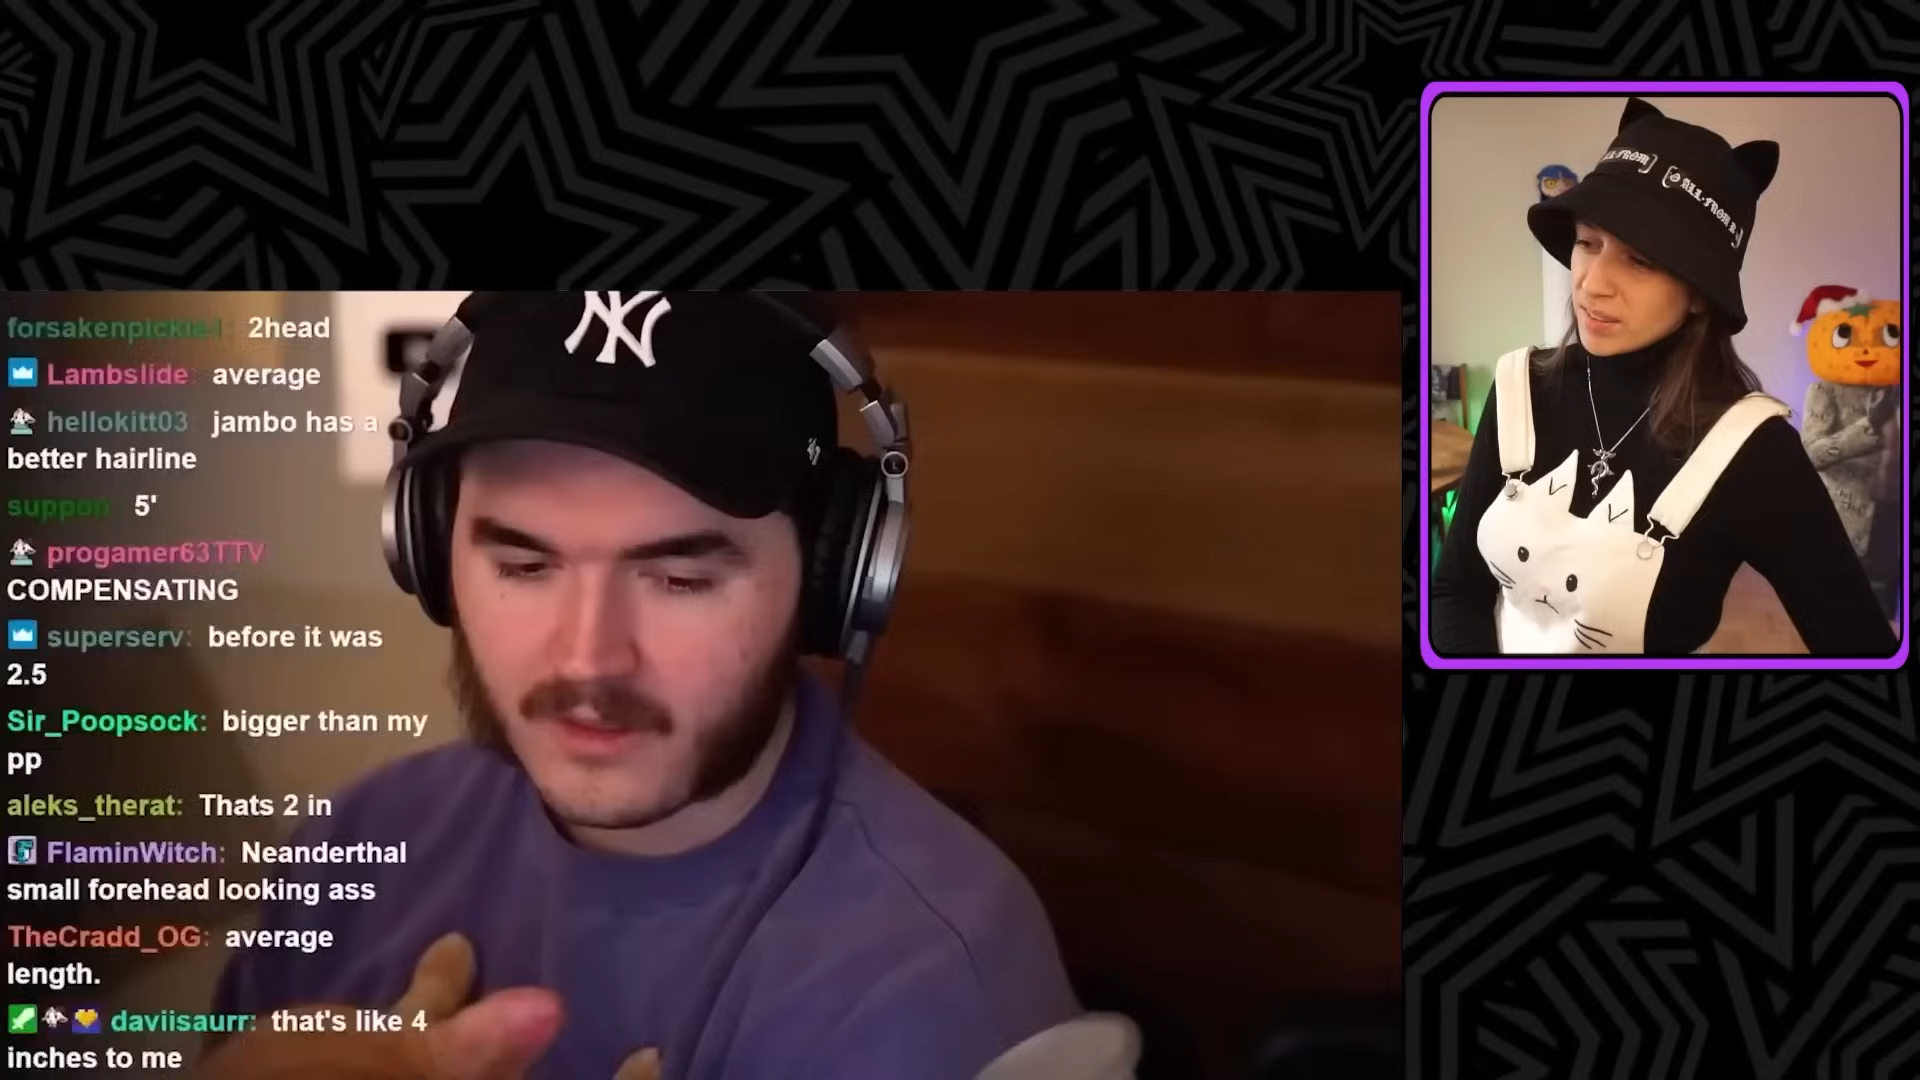 NY
forsakenpickle: 2head
Lambslide average
hellokitt03: jambo has a
better hairline
suppon 5'
progamer63TTV
COMPENSATING
superserv: before it was
2.5
Sir_Poopsock: bigger than my
pp
aleks_therat: Thats 2 in
FlaminWitch: Neanderthal
small forehead looking ass
TheCradd_OG: average
length.
daviisaurr: that's like 4
inches to me